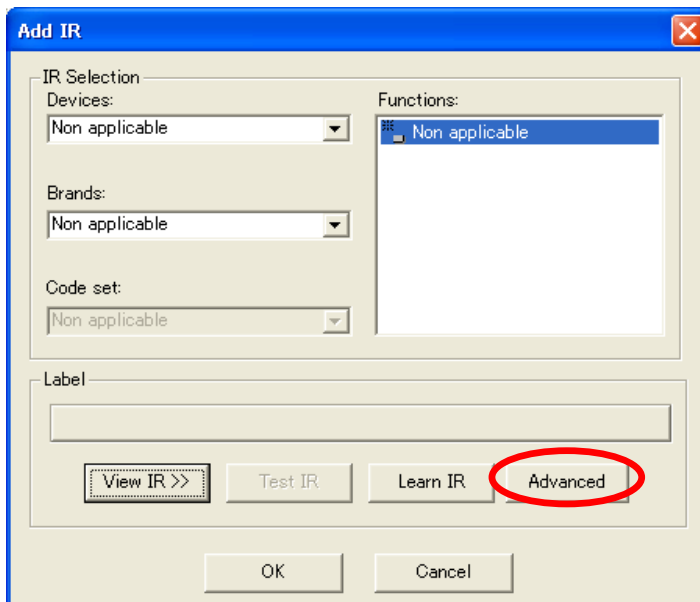 Add IR
IR Selection
Devices:
Non applicable
Functions:
Non applicable
Brands:
Non applicable
Code set:
Non applicable
Label
View IR >>
Test IR
Learn IR
Advanced
OK
Cancel